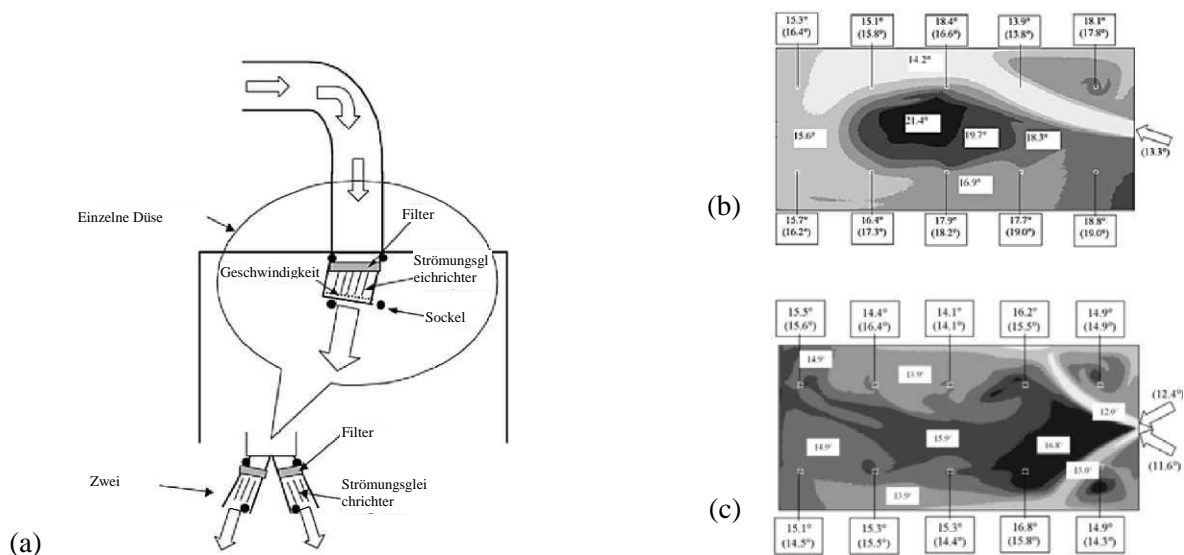 Einzelne Düse
Filter
Strömungsgl
eichrichter
Geschwindigkeit
Sockel
Filter
Zwei
Strömungsglei
chrichter
(a)
15.3° 15.1° 18.4° 13.9° 18.1°
(16.4°) (15.8°) (16.6°) (13.8°) (17.8°)
14.2°
21.4°
15.6° 19.7° 18.3°
(13.3°)
16.9°
(b)
15.7° 16.4° 17.9° 17.7° 18.8°
(16.2°) (17.3°) (18.2°) (19.0°) (19.0°)
15.5° 14.4° 14.1° 16.2° 14.9°
(15.6°) (16.4°) (14.1°) (15.5°) (14.9°)
14.9°
13.9°
(12.4°)
12.0°
14.9° 15.9° 16.8°
(11.6°)
13.0°
13.9°
(c)
15.1° 15.3° 15.3° 16.8° 14.9°
(14.5°) (15.5°) (14.4°) (15.8°) (14.3°)